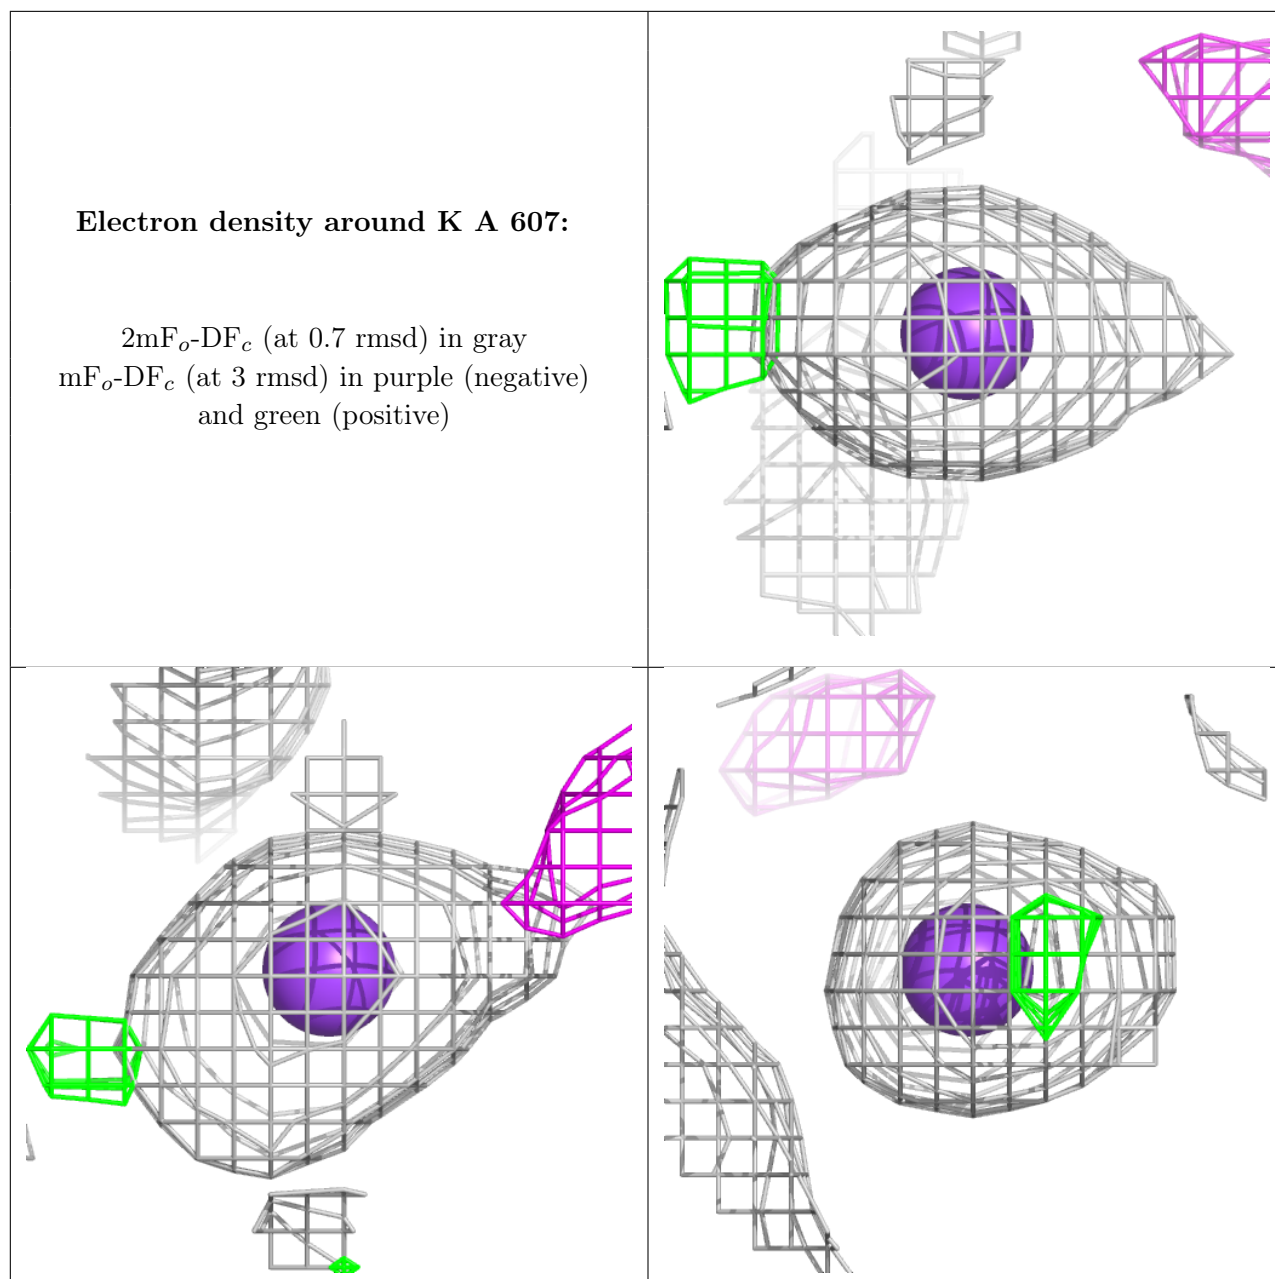 Electron density around K A 607:
2mFo-DFc (at 0.7 rmsd) in gray
mFo-DFc (at 3 rmsd) in purple (negative)
and green (positive)